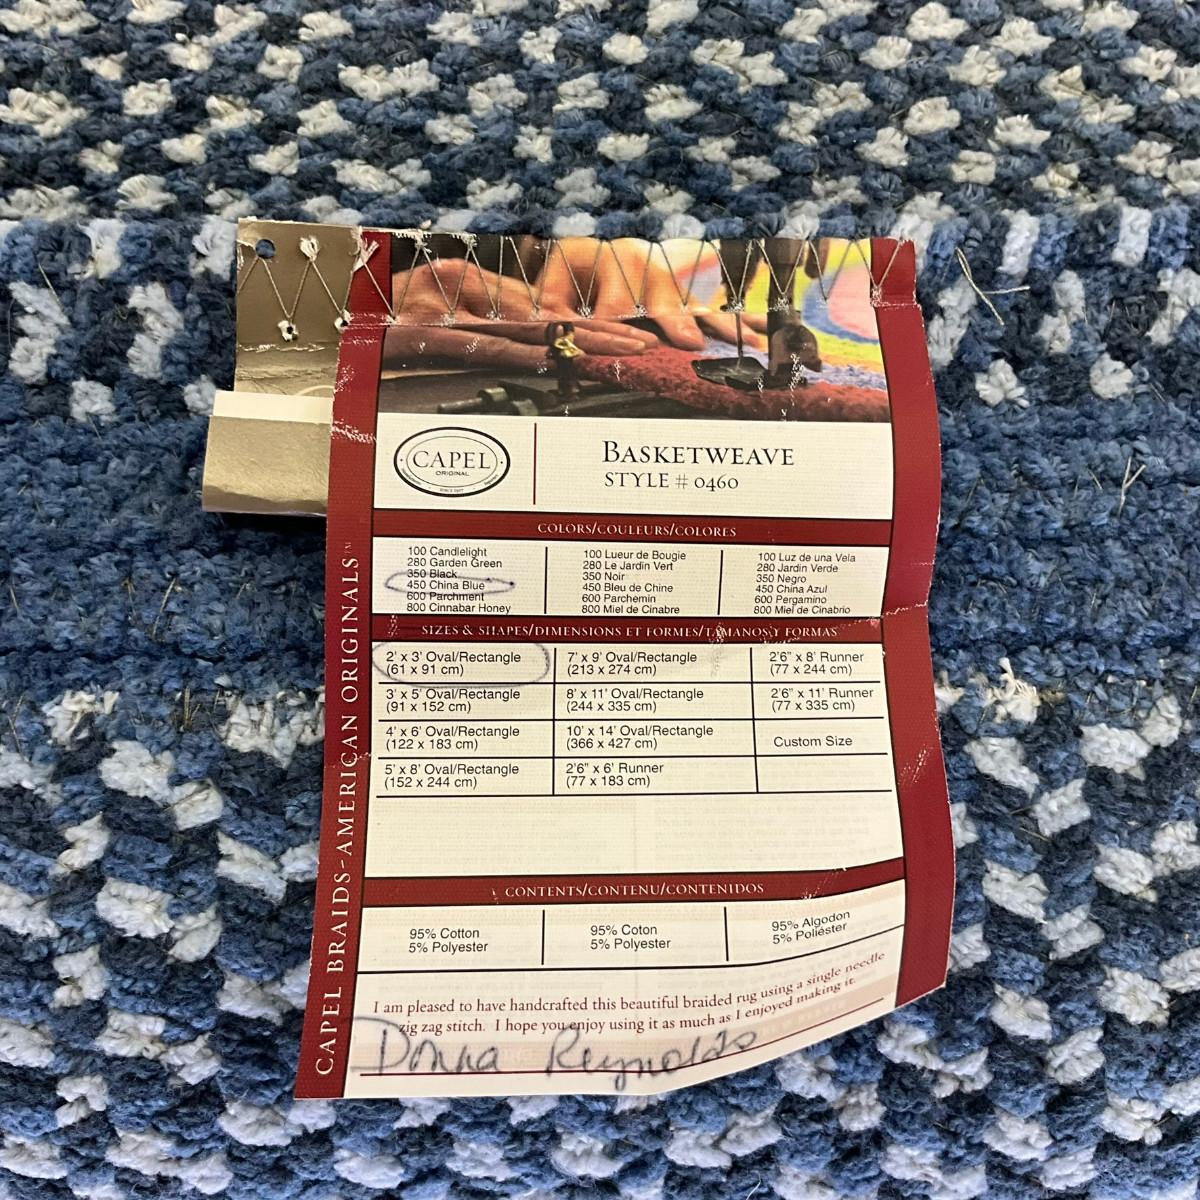 CAPEL BRAIDS-AMERICAN ORIGINALS™
CAPEL
ORIGINAL
BASKETWEAVE
STYLE # 0460
COLORS/COULEURS/COLORES
100 Candlelight
280 Garden Green
350 Black
450 China Blue
600 Parchment
800 Cinnabar Honey
100 Lueur de Bougie
280 Le Jardin Vert
350 Noir
450 Bleu de Chine
600 Parchemin
800 Miel de Cinabre
100 Luz de una Vela
280 Jardin Verde
350 Negro
450 China Azul
600 Pergamino
800 Miel de Cinabrio
SIZES & SHAPES/DIMENSIONS ET FORMES/TAMANOS Y FORMAS
2' x 3' Oval/Rectangle
(61 x 91 cm)
3' x 5' Oval/Rectangle
(91 x 152 cm)
4' x 6' Oval/Rectangle
(122 x 183 cm)
5' x 8' Oval/Rectangle
(152 x 244 cm)
7' x 9' Oval/Rectangle
(213 x 274 cm)
8' x 11' Oval/Rectangle
(244 x 335 cm)
10' x 14' Oval/Rectangle
(366 x 427 cm)
2'6" x 6' Runner
(77 x 183 cm)
2'6" x 8' Runner
(77 x 244 cm)
2'6" x 11' Runner
(77 x 335 cm)
Custom Size
CONTENTS/CONTENU/CONTENIDOS
95% Cotton
5% Polyester
95% Coton
5% Polyester
95% Algodon
5% Poliéster
I am pleased to have handcrafted this beautiful braided rug using a single needle
zig zag stitch. I hope you enjoy using it as much as I enjoyed making it.
Donna Reynolds